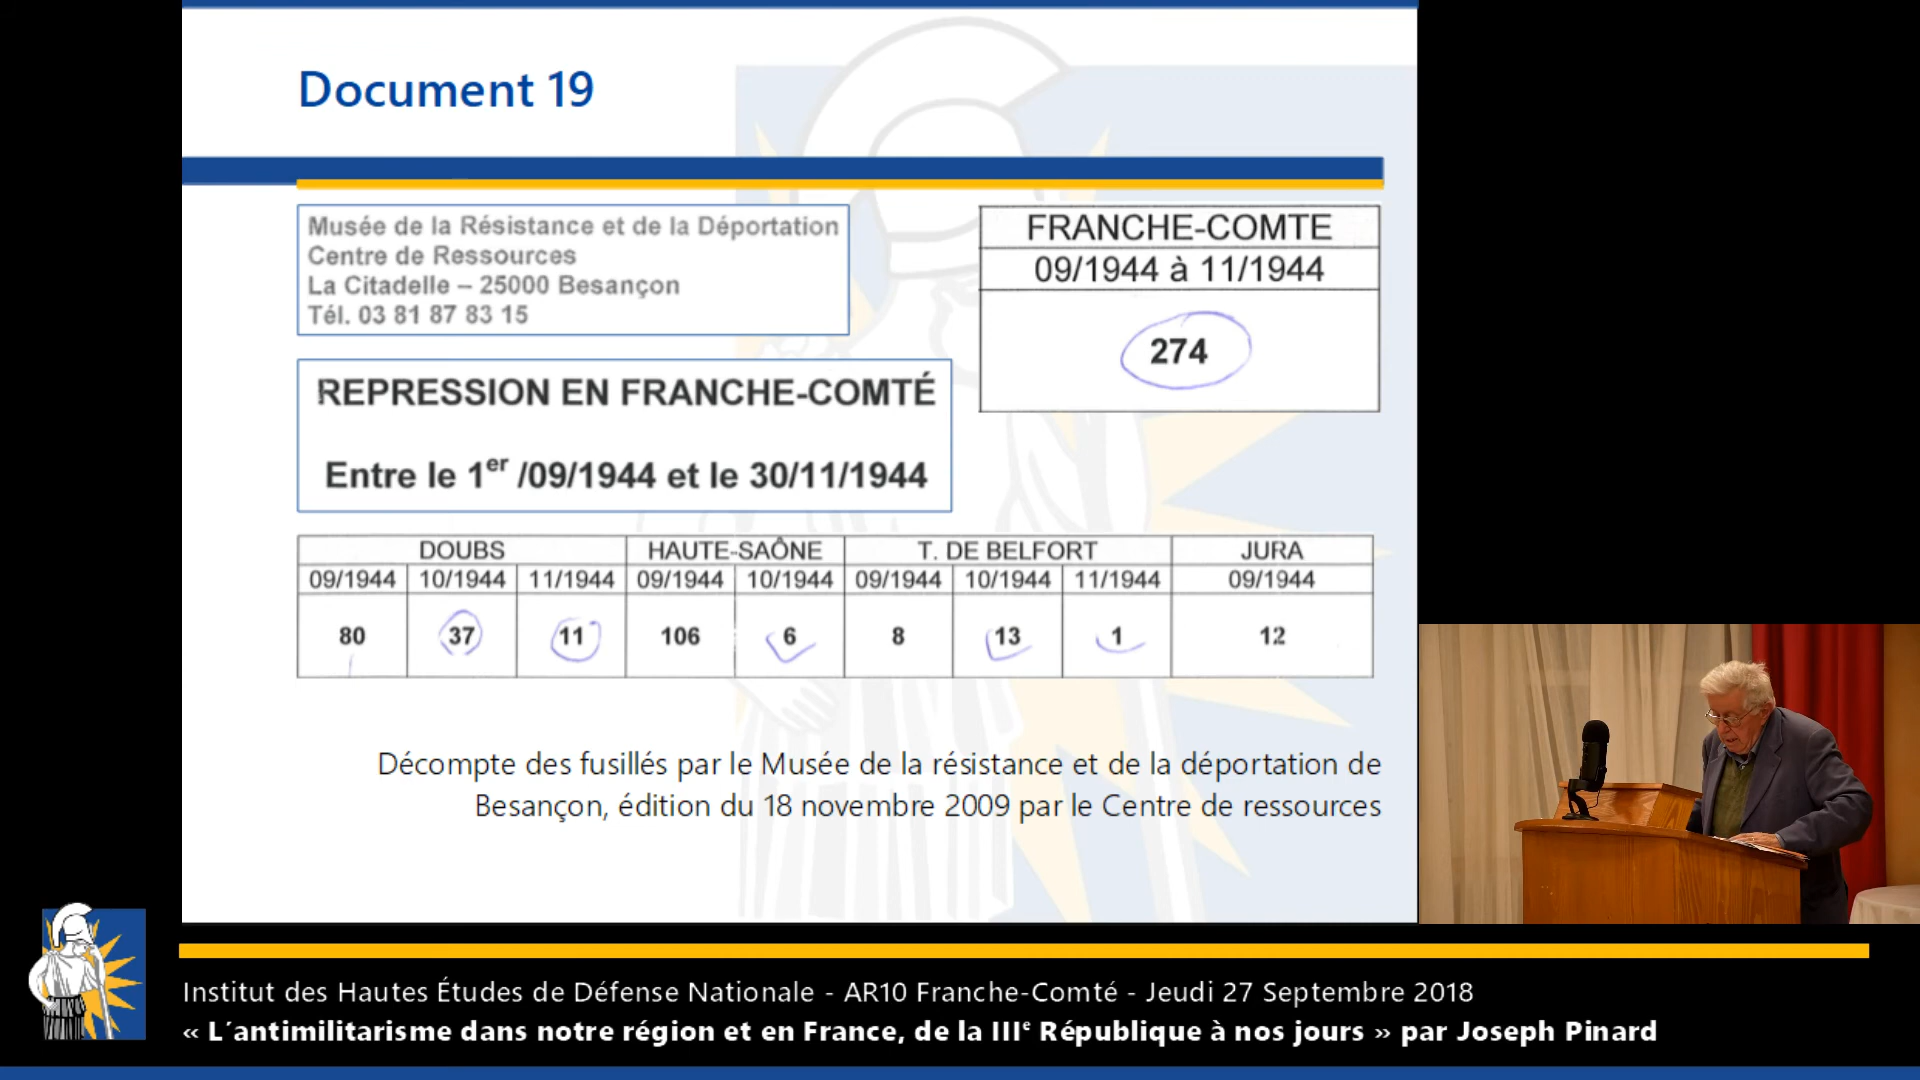 Document 19
Musée de la Résistance et de la Déportation
Centre de Ressources
La Citadelle – 25000 Besançon
Tél. 03 81 87 83 15
FRANCHE-COMTE
09/1944 à 11/1944
274
REPRESSION EN FRANCHE-COMTÉ
Entre le 1er /09/1944 et le 30/11/1944
DOUBS HAUTE-SAÔNE T. DE BELFORT JURA
09/1944 10/1944 11/1944 09/1944 10/1944 09/1944 10/1944 11/1944 09/1944
80 37 11 106 6 8 13 1 12
Décompte des fusillés par le Musée de la résistance et de la déportation de
Besançon, édition du 18 novembre 2009 par le Centre de ressources
Institut des Hautes Études de Défense Nationale - AR10 Franche-Comté - Jeudi 27 Septembre 2018
« L´antimilitarisme dans notre région et en France, de la IIIe République à nos jours » par Joseph Pinard